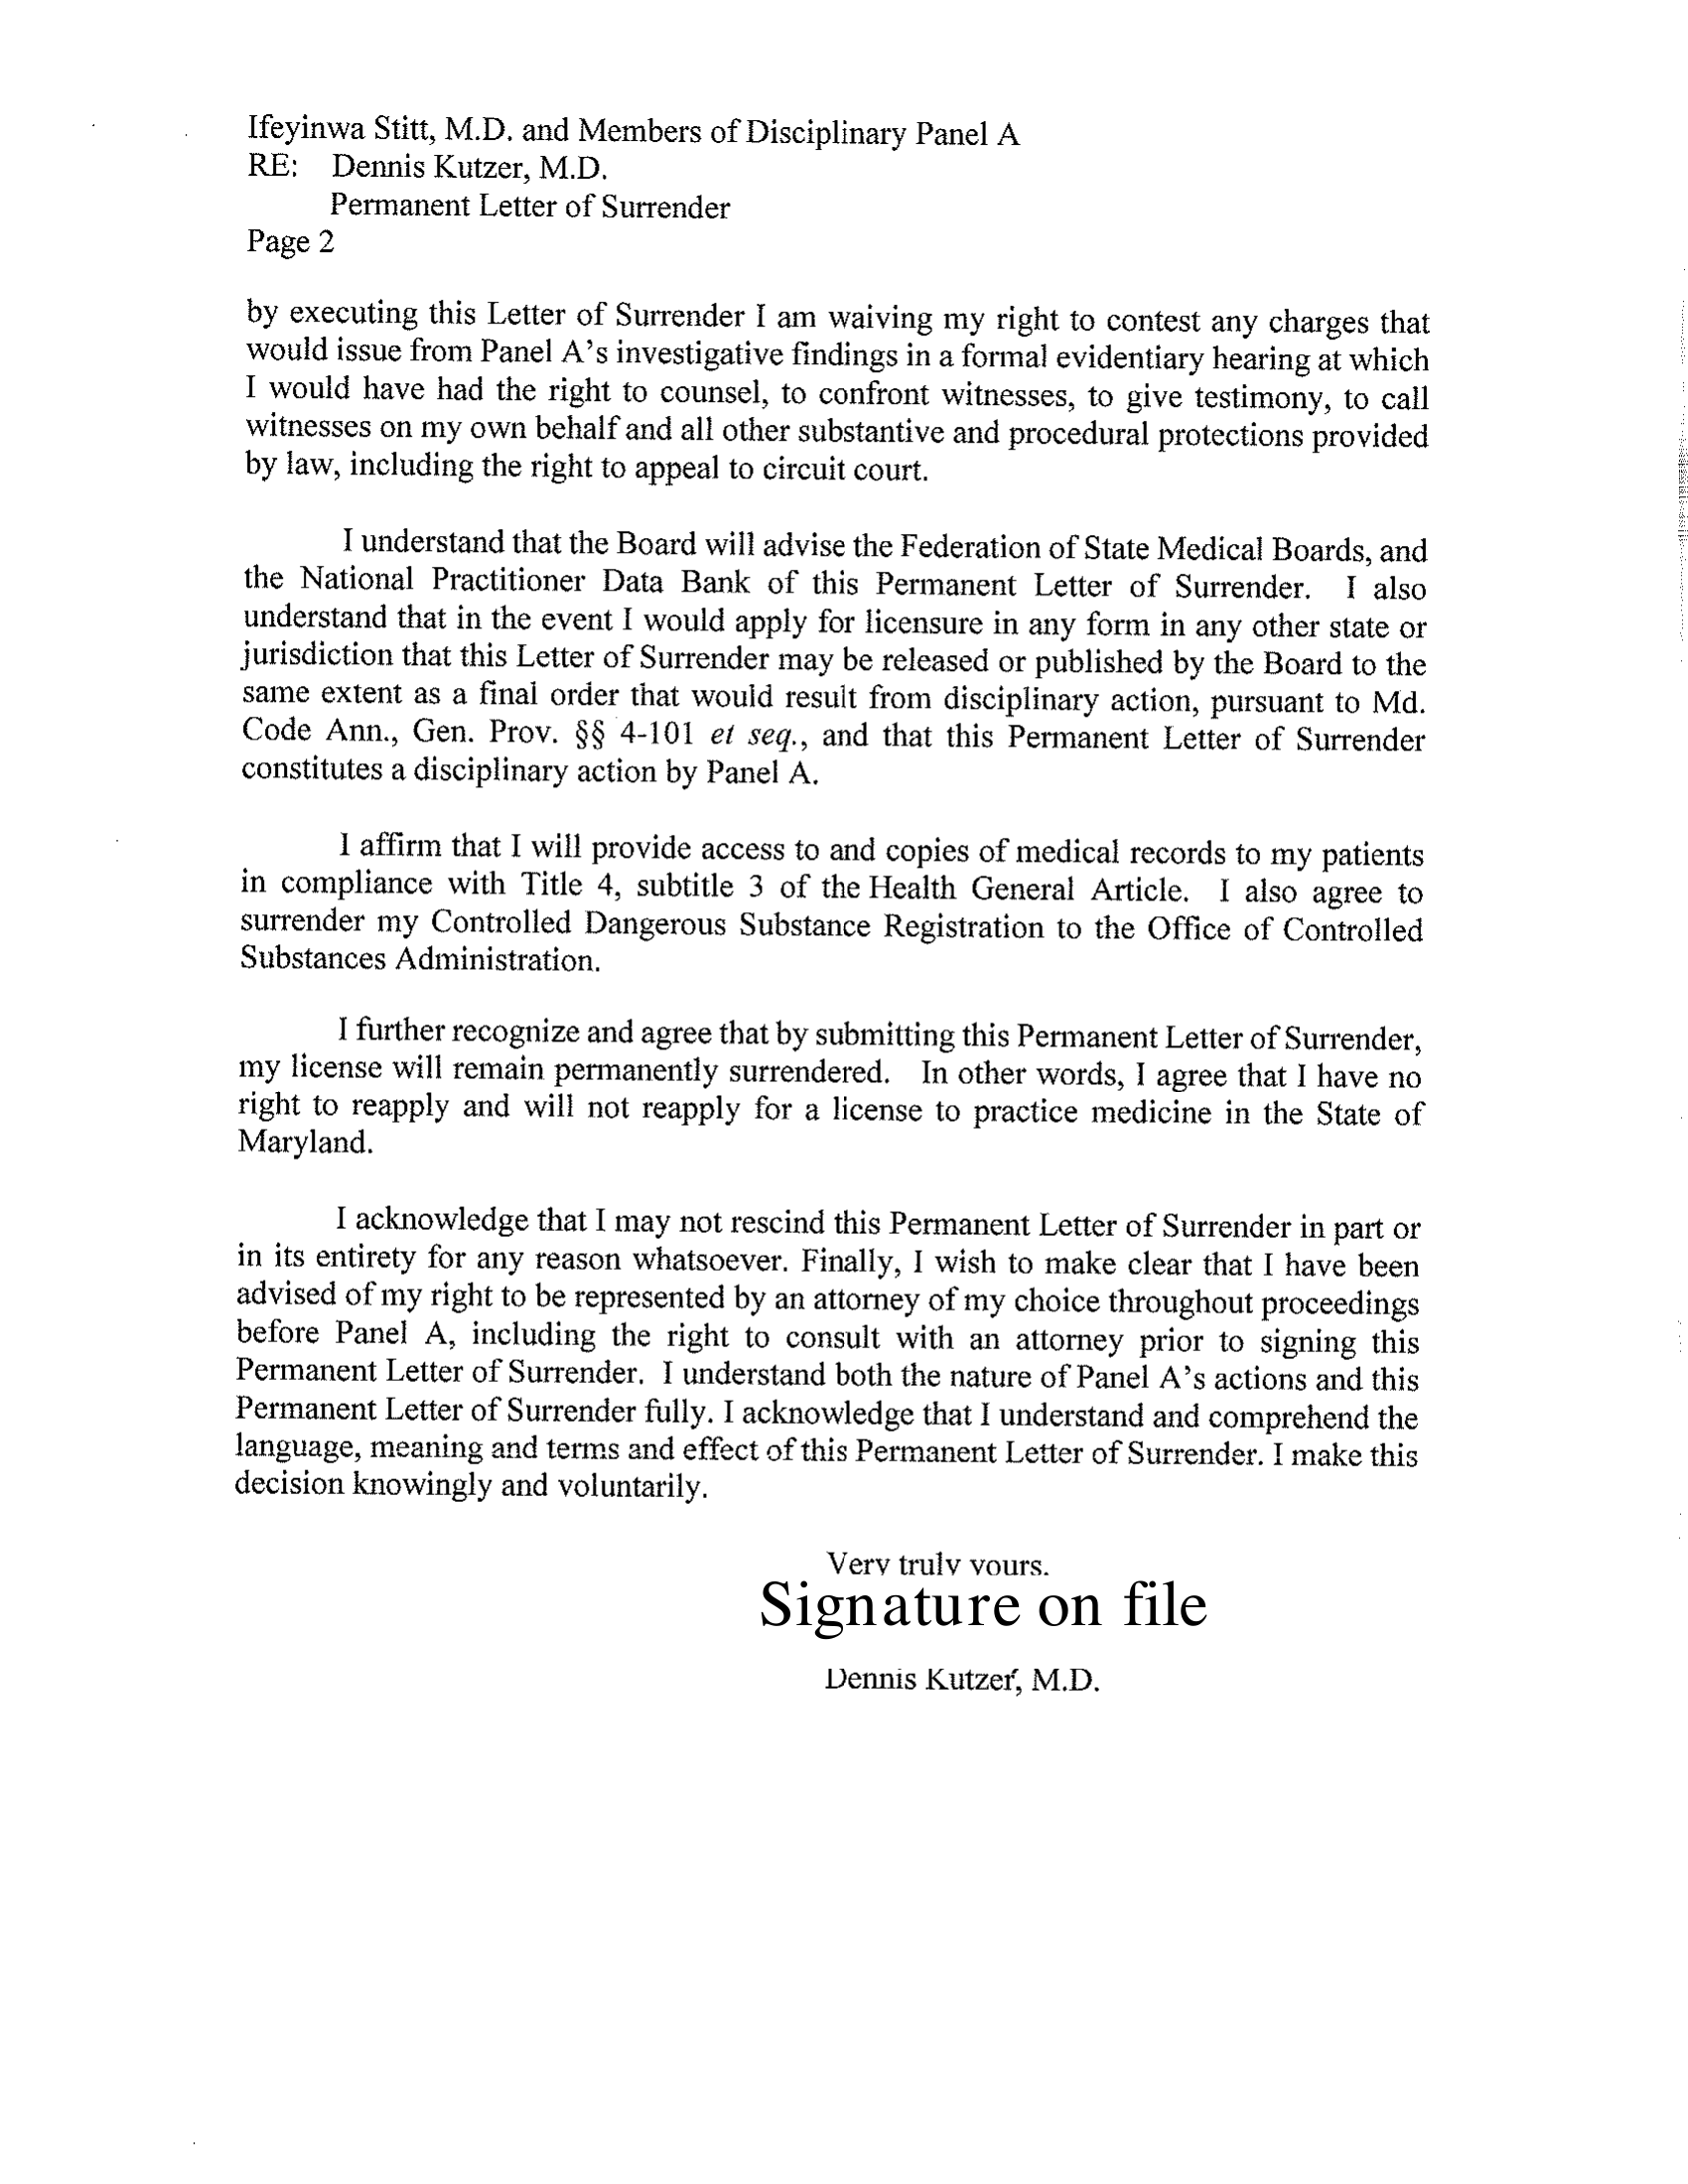 Ifeyinwa Stitt, M.D. and Members of Disciplinary Panel A
RE: Dennis Kutzer, M.D.
Permanent Letter of Surrender
Page 2
by executing this Letter of Surrender I am waiving my right to contest any charges that
would issue from Panel A's investigative findings in a formal evidentiary hearing at which
I would have had the right to counsel, to confront witnesses, to give testimony, to call
witnesses on my own behalf and all other substantive and procedural protections provided
by law, including the right to appeal to circuit court.
I understand that the Board will advise the Federation of State Medical Boards, and
the National Practitioner Data Bank of this Permanent Letter of Surrender. I also
understand that in the event I would apply for licensure in any form in any other state or
jurisdiction that this Letter of Surrender may be released or published by the Board to the
same extent as a final order that would result from disciplinary action, pursuant to Md.
Code Ann., Gen. Prov. §§ 4-101 et seq., and that this Permanent Letter of Surrender
constitutes a disciplinary action by Panel A.
I affirm that I will provide access to and copies of medical records to my patients
in compliance with Title 4, subtitle 3 of the Health General Article. I also agree to
surrender my Controlled Dangerous Substance Registration to the Office of Controlled
Substances Administration.
I further recognize and agree that by submitting this Permanent Letter of Surrender,
my license will remain permanently surrendered. In other words, I agree that I have no
right to reapply and will not reapply for a license to practice medicine in the State of
Maryland.
I acknowledge that I may not rescind this Permanent Letter of Surrender in part or
in its entirety for any reason whatsoever. Finally, I wish to make clear that I have been
advised of my right to be represented by an attorney of my choice throughout proceedings
before Panel A, including the right to consult with an attorney prior to signing this
Permanent Letter of Surrender. I understand both the nature of Panel A's actions and this
Permanent Letter of Surrender fully. I acknowledge that I understand and comprehend the
language, meaning and terms and effect of this Permanent Letter of Surrender. I make this
decision knowingly and voluntarily.
Very truly yours,
Signature on file
Dennis Kutzer, M.D.